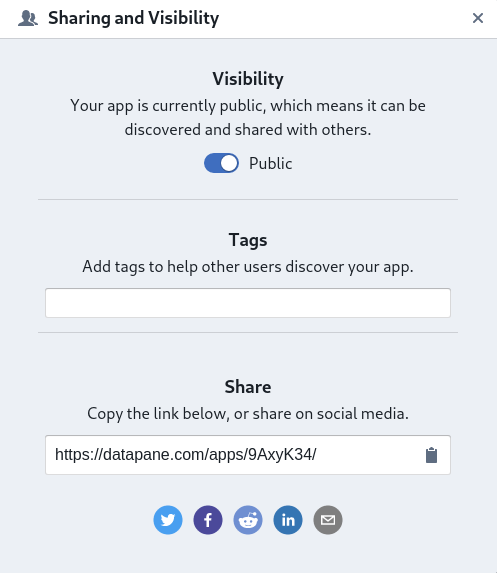 Sharing and Visibility
Visibility
Your app is currently public, which means it can be
discovered and shared with others.
Public
Tags
Add tags to help other users discover your app.
Share
Copy the link below, or share on social media.
https://datapane.com/apps/9AxyK34/